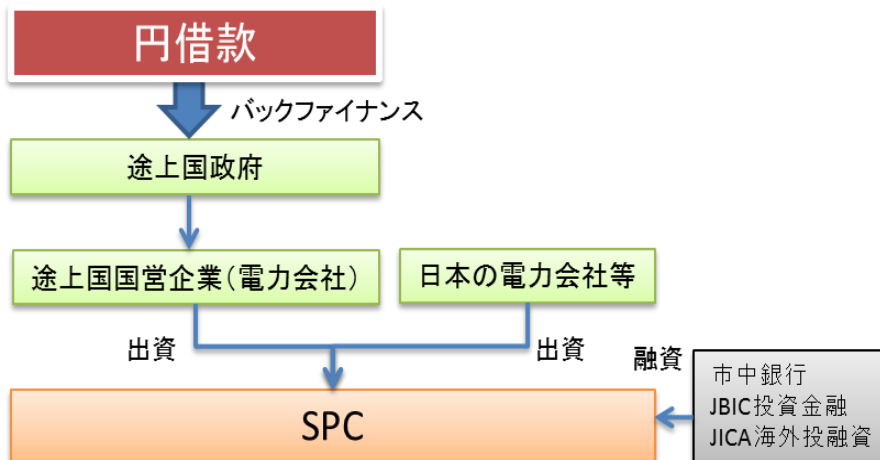 円借款
バックファイナンス
途上国政府
途上国国営企業(電力会社)
日本の電力会社等
出資
出資
融資
市中銀行
JBIC投資金融
JICA海外投融資
SPC